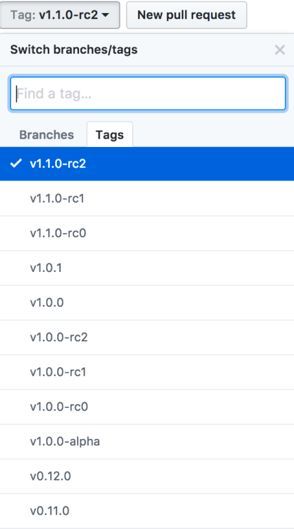 Tag: v1.1.0-rc2 New pull request
Switch branches/tags
Find a tag...
Branches Tags
v1.1.0-rc2
v1.1.0-rc1
v1.1.0-rc0
v1.0.1
v1.0.0
v1.0.0-rc2
v1.0.0-rc1
v1.0.0-rc0
v1.0.0-alpha
v0.12.0
v0.11.0